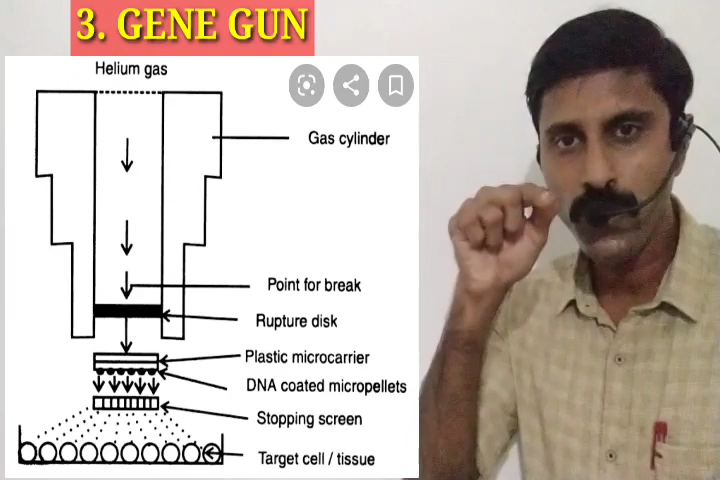 3. GENE GUN
Helium gas
Gas cylinder
Point for break
Rupture disk
Plastic microcarrier
DNA coated micropellets
Stopping screen
Target cell / tissue